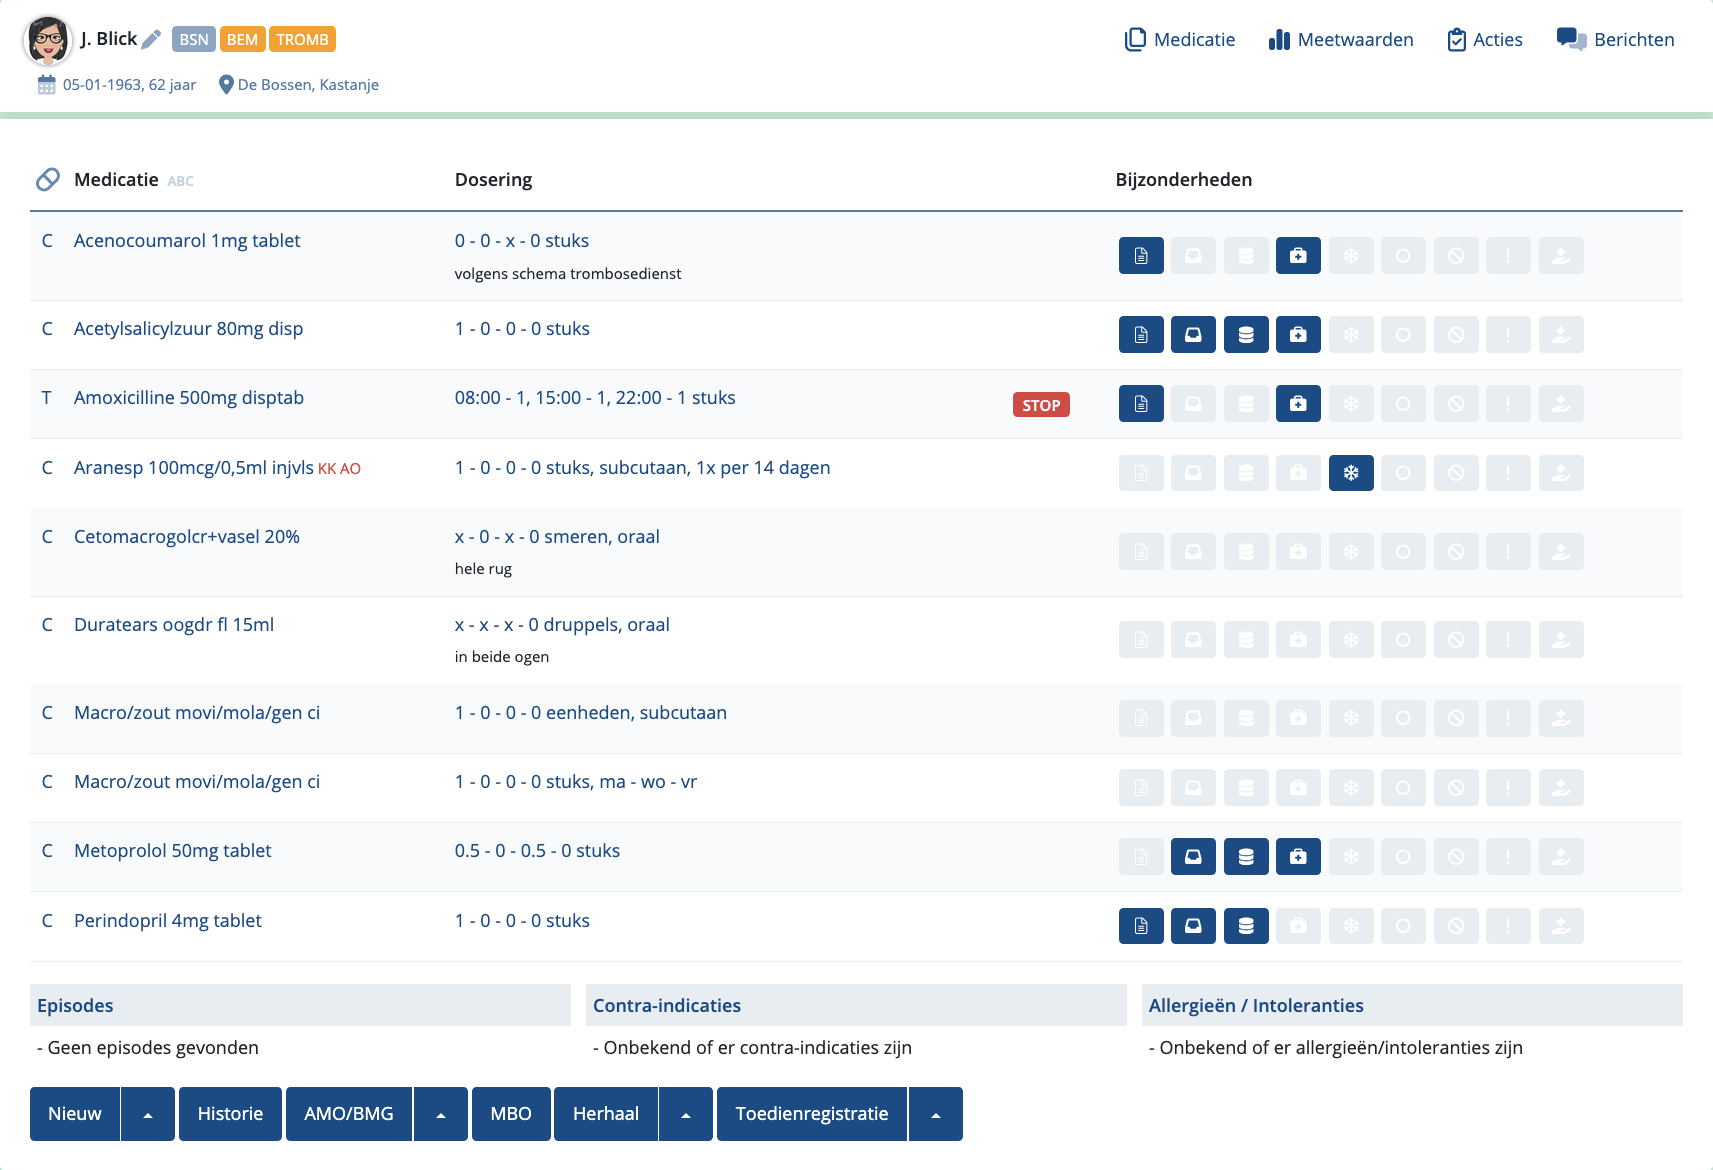 J. Blick BSN BEM TROMB
Medicatie Meetwaarden Acties Berichten
05-01-1963, 62 jaar De Bossen, Kastanje
Medicatie ABC Dosering Bijzonderheden
C Acenocoumarol 1mg tablet 0 - 0 - x - 0 stuks
volgens schema trombosedienst
C Acetylsalicylzuur 80mg disp 1 - 0 - 0 - 0 stuks
T Amoxicilline 500mg disptab 08:00 - 1, 15:00 - 1, 22:00 - 1 stuks STOP
C Aranesp 100mcg/0,5ml injvls KK AO 1 - 0 - 0 - 0 stuks, subcutaan, 1x per 14 dagen
C Cetomacrogolcr+vasel 20% x - 0 - x - 0 smeren, oraal
hele rug
C Duratears oogdr fl 15ml x - x - x - 0 druppels, oraal
in beide ogen
C Macro/zout movi/mola/gen ci 1 - 0 - 0 - 0 eenheden, subcutaan
C Macro/zout movi/mola/gen ci 1 - 0 - 0 - 0 stuks, ma - wo - vr
C Metoprolol 50mg tablet 0.5 - 0 - 0.5 - 0 stuks
C Perindopril 4mg tablet 1 - 0 - 0 - 0 stuks
Episodes Contra-indicaties Allergieën / Intoleranties
- Geen episodes gevonden - Onbekend of er contra-indicaties zijn - Onbekend of er allergieën/intoleranties zijn
Nieuw Historie AMO/BMG MBO Herhaal Toedienregistratie